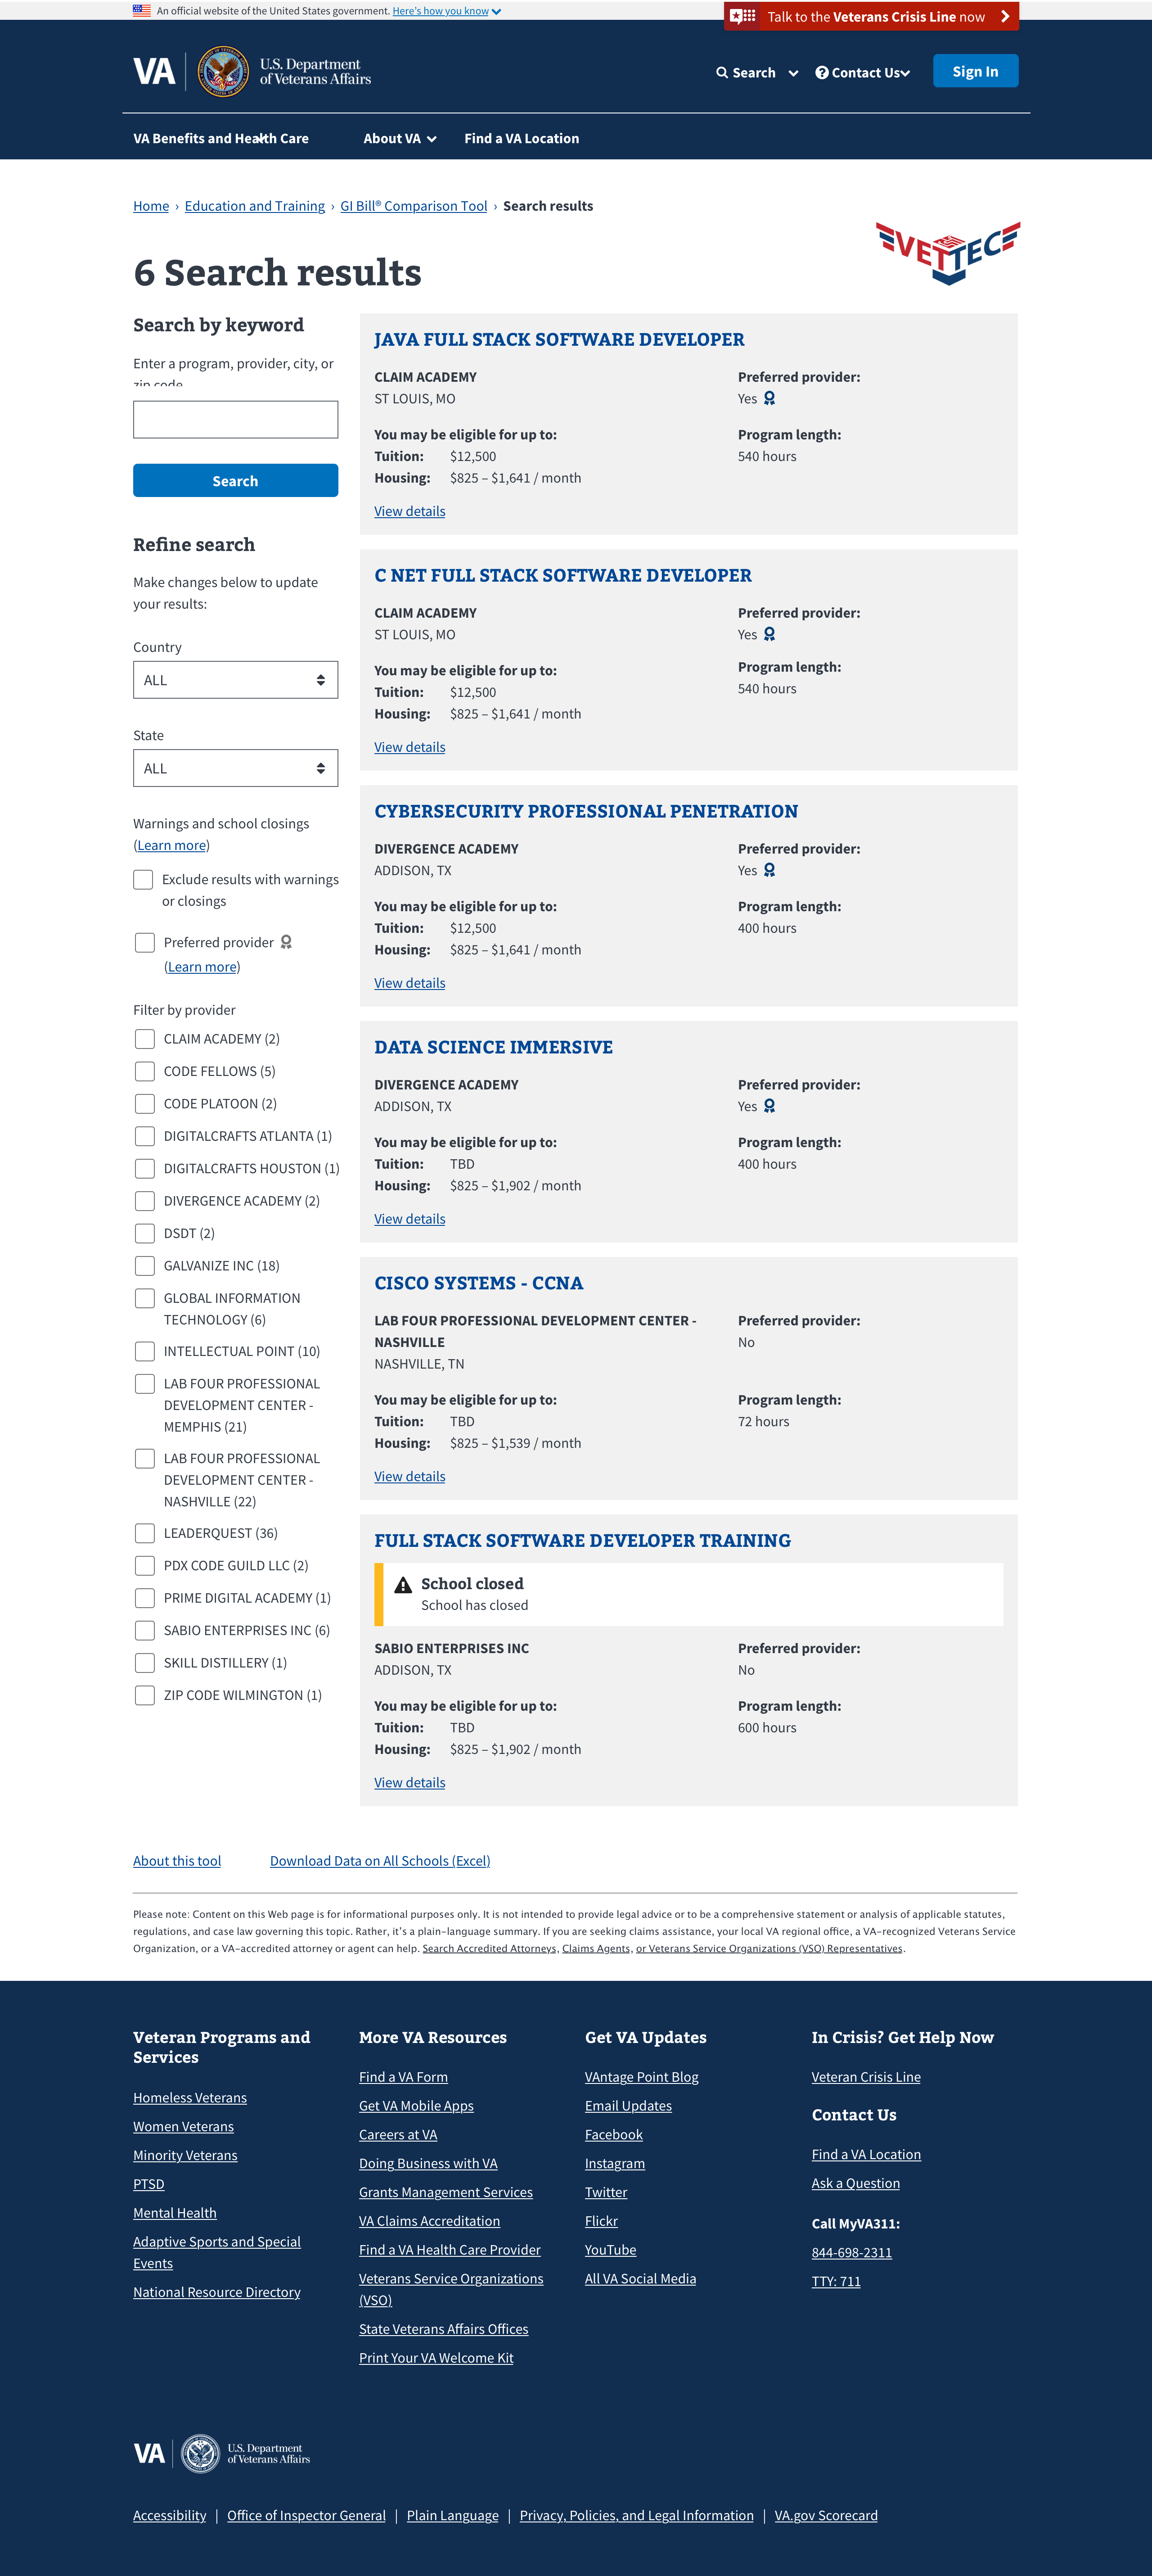 An official website of the United States government. Here's how you know
Talk to the Veterans Crisis Line now
VA
U.S. Department
of Veterans Affairs
Search
Contact Us
Sign In
VA Benefits and Health Care
About VA
Find a VA Location
Home › Education and Training › GI Bill® Comparison Tool › Search results
VET TEC
6 Search results
Search by keyword
Enter a program, provider, city, or
zip code
Search
Refine search
Make changes below to update
your results:
Country
ALL
State
ALL
Warnings and school closings
(Learn more)
Exclude results with warnings
or closings
Preferred provider
(Learn more)
Filter by provider
CLAIM ACADEMY (2)
CODE FELLOWS (5)
CODE PLATOON (2)
DIGITALCRAFTS ATLANTA (1)
DIGITALCRAFTS HOUSTON (1)
DIVERGENCE ACADEMY (2)
DSDT (2)
GALVANIZE INC (18)
GLOBAL INFORMATION
TECHNOLOGY (6)
INTELLECTUAL POINT (10)
LAB FOUR PROFESSIONAL
DEVELOPMENT CENTER -
MEMPHIS (21)
LAB FOUR PROFESSIONAL
DEVELOPMENT CENTER -
NASHVILLE (22)
LEADERQUEST (36)
PDX CODE GUILD LLC (2)
PRIME DIGITAL ACADEMY (1)
SABIO ENTERPRISES INC (6)
SKILL DISTILLERY (1)
ZIP CODE WILMINGTON (1)
JAVA FULL STACK SOFTWARE DEVELOPER
CLAIM ACADEMY
ST LOUIS, MO
Preferred provider:
Yes
You may be eligible for up to:
Tuition: $12,500
Housing: $825 – $1,641 / month
Program length:
540 hours
View details
C NET FULL STACK SOFTWARE DEVELOPER
CLAIM ACADEMY
ST LOUIS, MO
Preferred provider:
Yes
You may be eligible for up to:
Tuition: $12,500
Housing: $825 – $1,641 / month
Program length:
540 hours
View details
CYBERSECURITY PROFESSIONAL PENETRATION
DIVERGENCE ACADEMY
ADDISON, TX
Preferred provider:
Yes
You may be eligible for up to:
Tuition: $12,500
Housing: $825 – $1,641 / month
Program length:
400 hours
View details
DATA SCIENCE IMMERSIVE
DIVERGENCE ACADEMY
ADDISON, TX
Preferred provider:
Yes
You may be eligible for up to:
Tuition: TBD
Housing: $825 – $1,902 / month
Program length:
400 hours
View details
CISCO SYSTEMS - CCNA
LAB FOUR PROFESSIONAL DEVELOPMENT CENTER -
NASHVILLE
NASHVILLE, TN
Preferred provider:
No
You may be eligible for up to:
Tuition: TBD
Housing: $825 – $1,539 / month
Program length:
72 hours
View details
FULL STACK SOFTWARE DEVELOPER TRAINING
School closed
School has closed
SABIO ENTERPRISES INC
ADDISON, TX
Preferred provider:
No
You may be eligible for up to:
Tuition: TBD
Housing: $825 – $1,902 / month
Program length:
600 hours
View details
About this tool
Download Data on All Schools (Excel)
Please note: Content on this Web page is for informational purposes only. It is not intended to provide legal advice or to be a comprehensive statement or analysis of applicable statutes,
regulations, and case law governing this topic. Rather, it's a plain-language summary. If you are seeking claims assistance, your local VA regional office, a VA-recognized Veterans Service
Organization, or a VA-accredited attorney or agent can help. Search Accredited Attorneys, Claims Agents, or Veterans Service Organizations (VSO) Representatives.
Veteran Programs and
Services
Homeless Veterans
Women Veterans
Minority Veterans
PTSD
Mental Health
Adaptive Sports and Special
Events
National Resource Directory
More VA Resources
Find a VA Form
Get VA Mobile Apps
Careers at VA
Doing Business with VA
Grants Management Services
VA Claims Accreditation
Find a VA Health Care Provider
Veterans Service Organizations
(VSO)
State Veterans Affairs Offices
Print Your VA Welcome Kit
Get VA Updates
VAntage Point Blog
Email Updates
Facebook
Instagram
Twitter
Flickr
YouTube
All VA Social Media
In Crisis? Get Help Now
Veteran Crisis Line
Contact Us
Find a VA Location
Ask a Question
Call MyVA311:
844-698-2311
TTY: 711
VA
U.S. Department
of Veterans Affairs
Accessibility | Office of Inspector General | Plain Language | Privacy, Policies, and Legal Information | VA.gov Scorecard